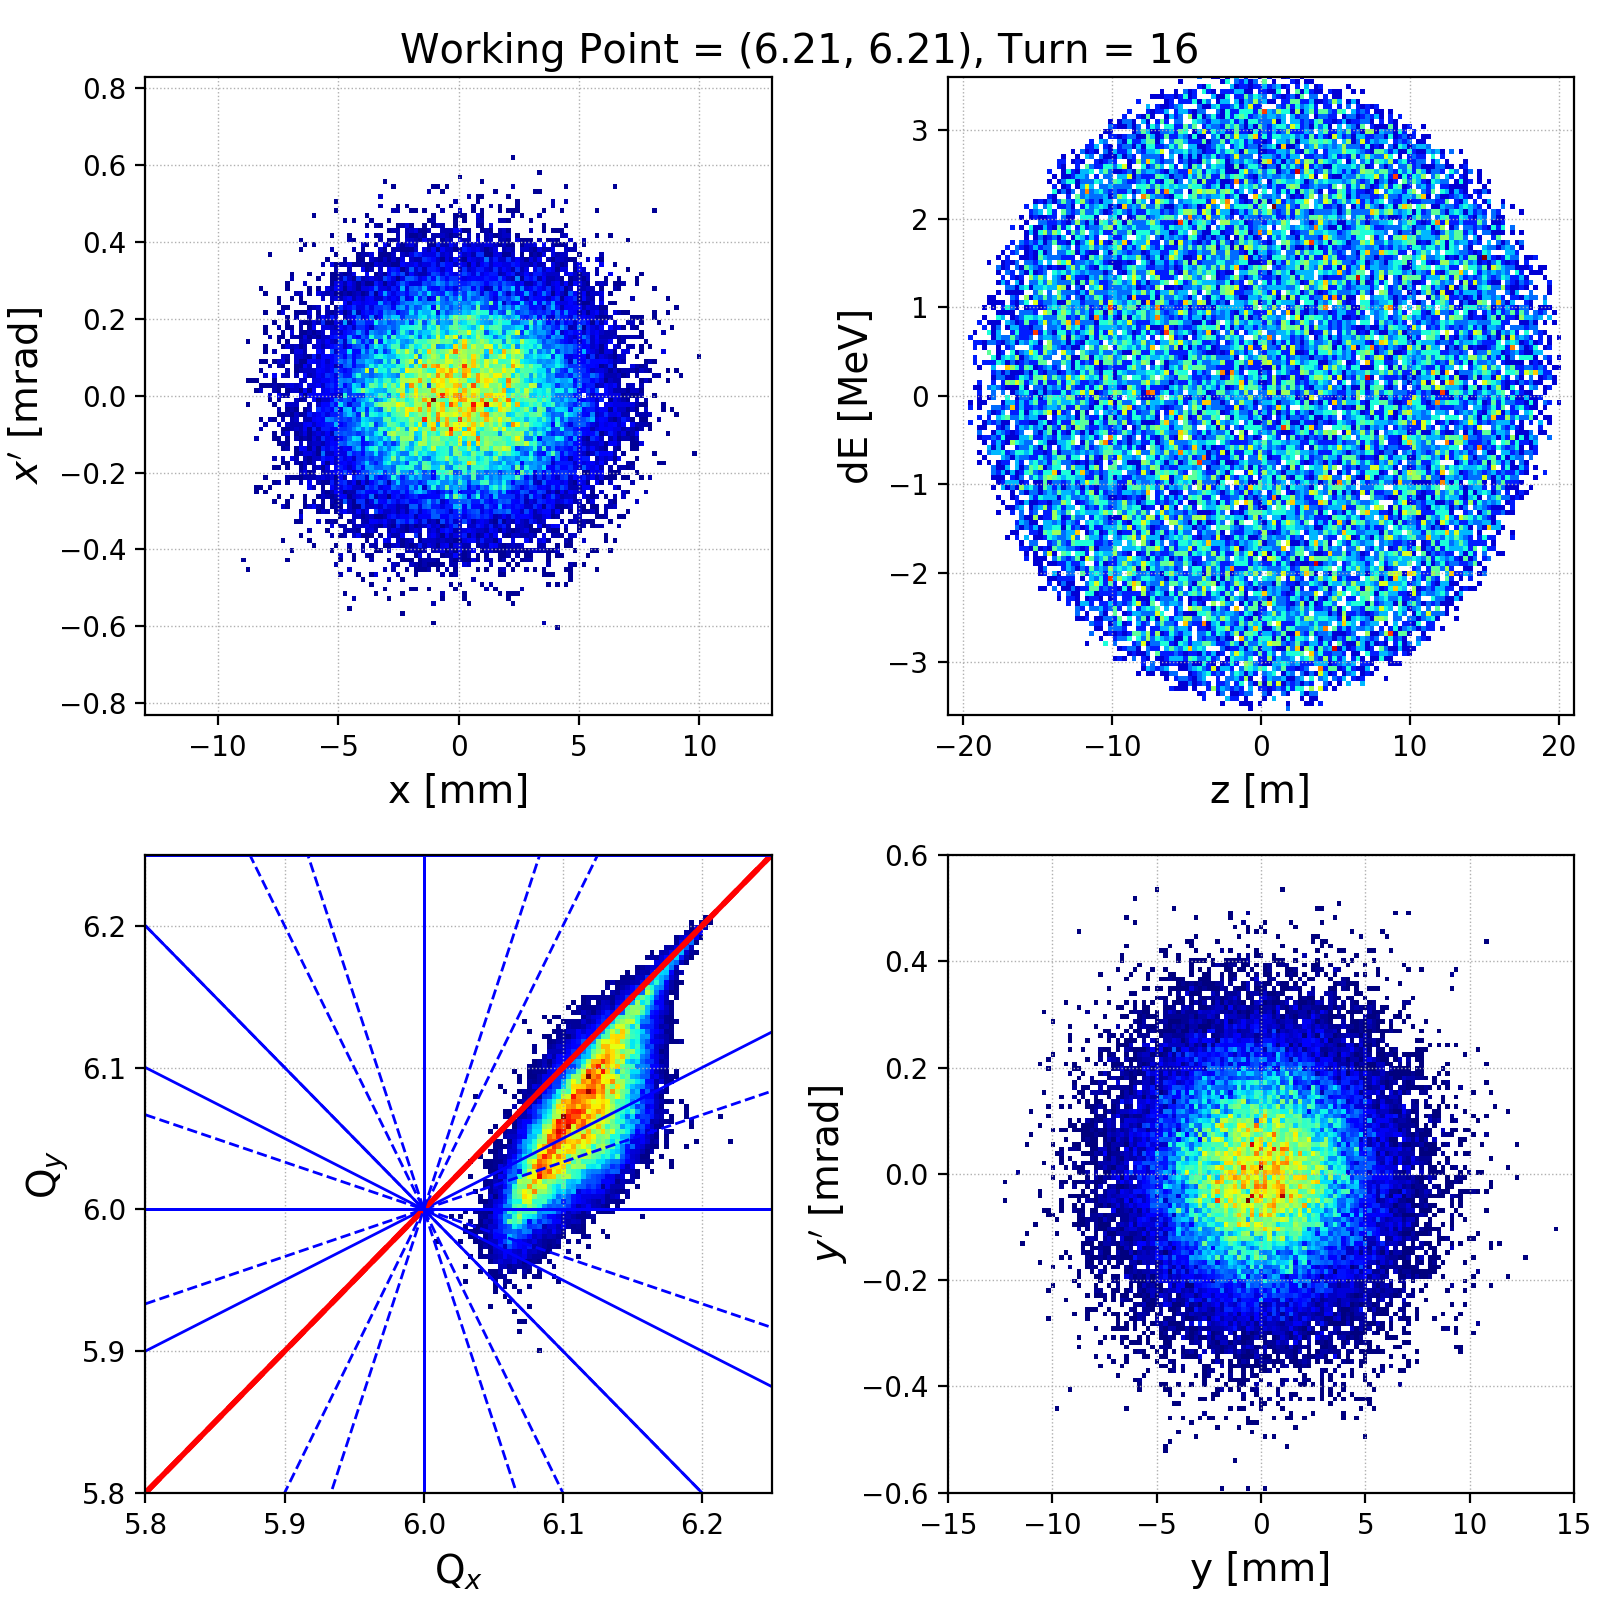 Working Point = (6.21, 6.21), Turn = 16
0.8
0.6
0.4
0.2
0.0
−0.2
−0.4
−0.6
−0.8
x′ [mrad]
−10 −5 0 5 10
x [mm]
3
2
1
0
−1
−2
−3
dE [MeV]
−20 −10 0 10 20
z [m]
6.2
6.1
6.0
5.9
5.8
Qy
5.8 5.9 6.0 6.1 6.2
Qx
0.6
0.4
0.2
0.0
−0.2
−0.4
−0.6
y′ [mrad]
−15 −10 −5 0 5 10 15
y [mm]